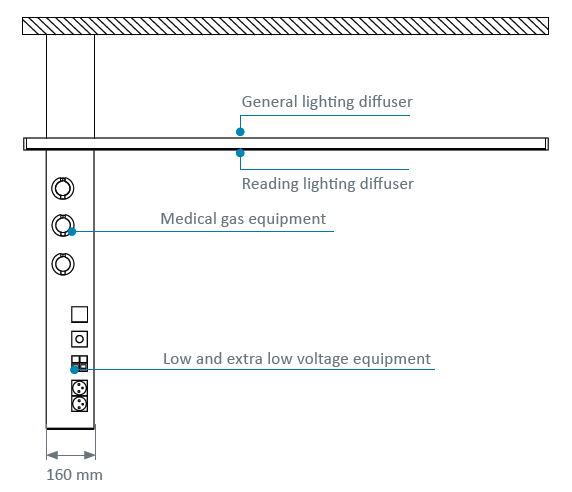 General lighting diffuser
Reading lighting diffuser
Medical gas equipment
Low and extra low voltage equipment
160 mm